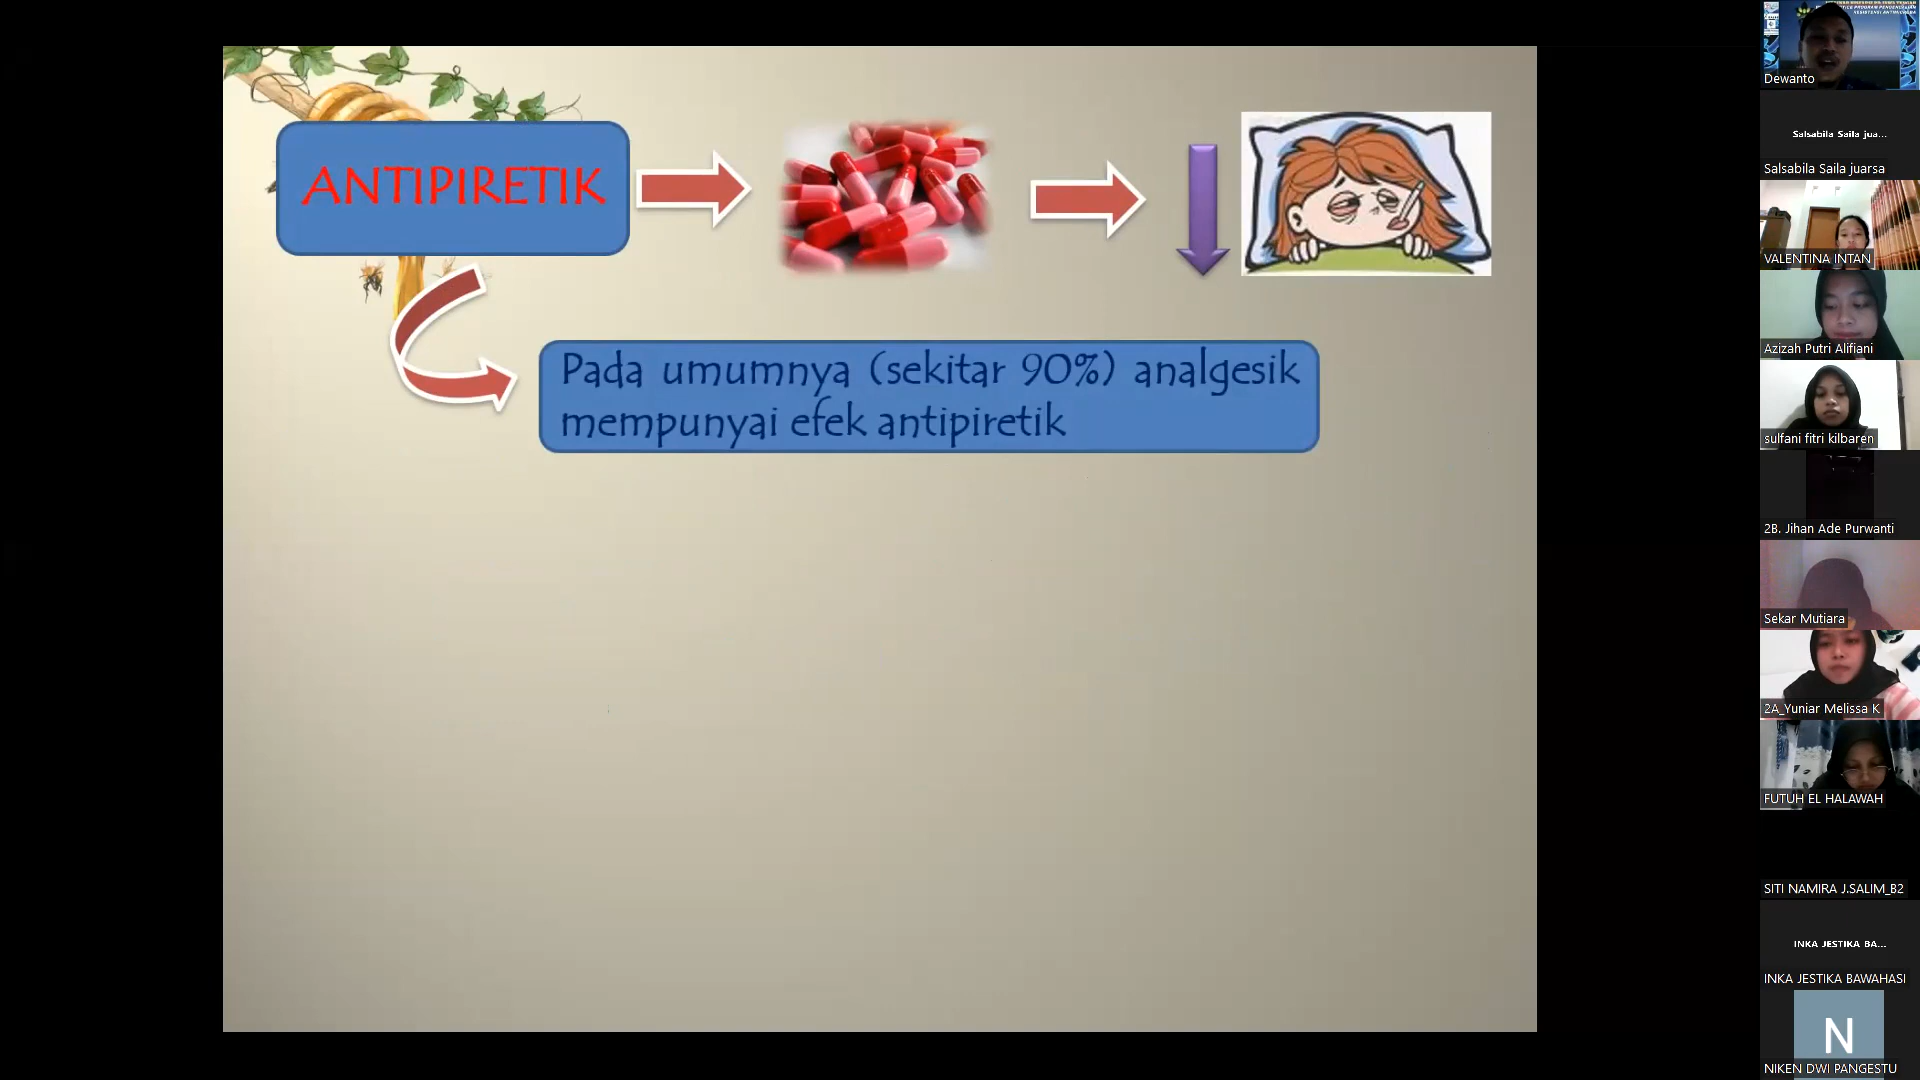 ANTIPIRETIK
Pada umumnya (sekitar 90%) analgesik
mempunyai efek antipiretik
Dewanto
Salsabila Saila jua...
Salsabila Saila juarsa
VALENTINA INTAN
Azizah Putri Alifiani
sulfani fitri kilbaren
2B. Jihan Ade Purwanti
Sekar Mutiara
2A_Yuniar Melissa K
FUTUH EL HALAWAH
SITI NAMIRA J.SALIM_B2
INKA JESTIKA BA...
INKA JESTIKA BAWAHASI
N
NIKEN DWI PANGESTU